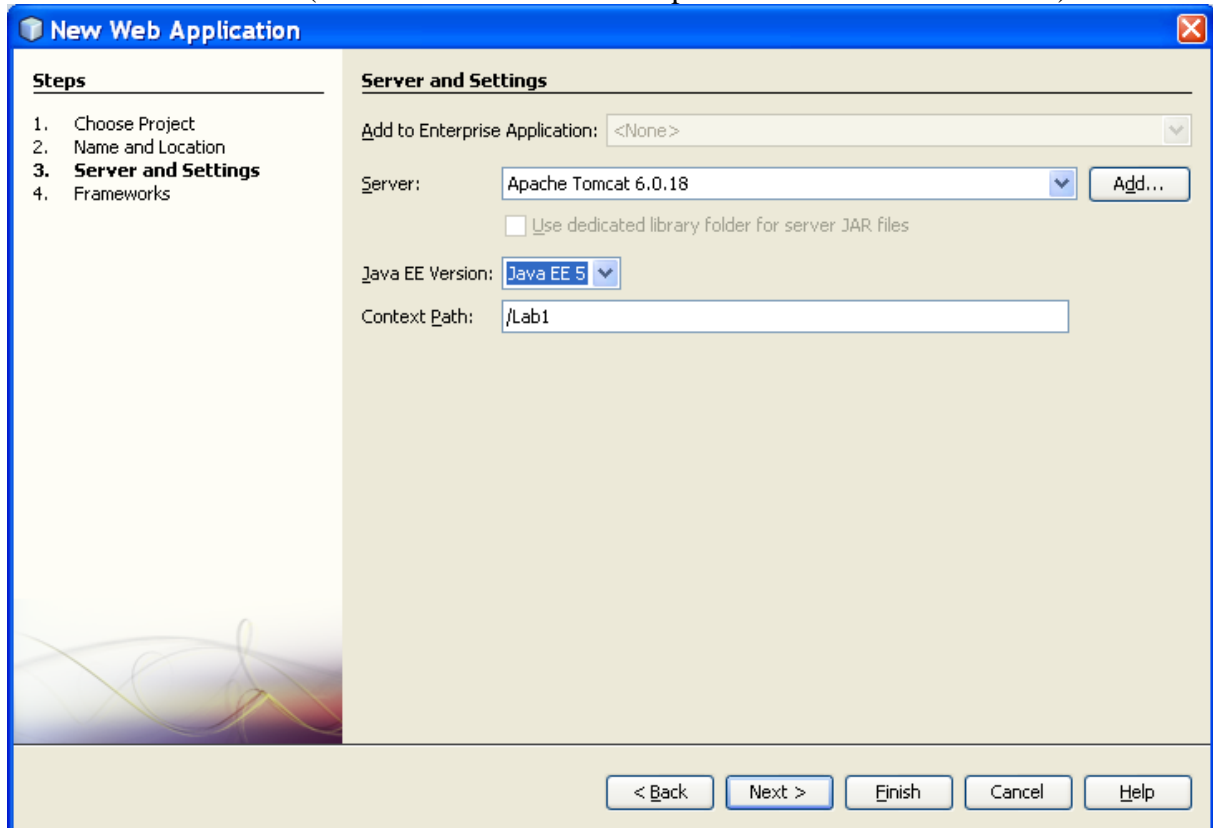 New Web Application
Steps
1. Choose Project
2. Name and Location
3. Server and Settings
4. Frameworks
Server and Settings
Add to Enterprise Application: <None>
Server: Apache Tomcat 6.0.18 Add...
Use dedicated library folder for server JAR files
Java EE Version: Java EE 5
Context Path: /Lab1
< Back Next > Finish Cancel Help